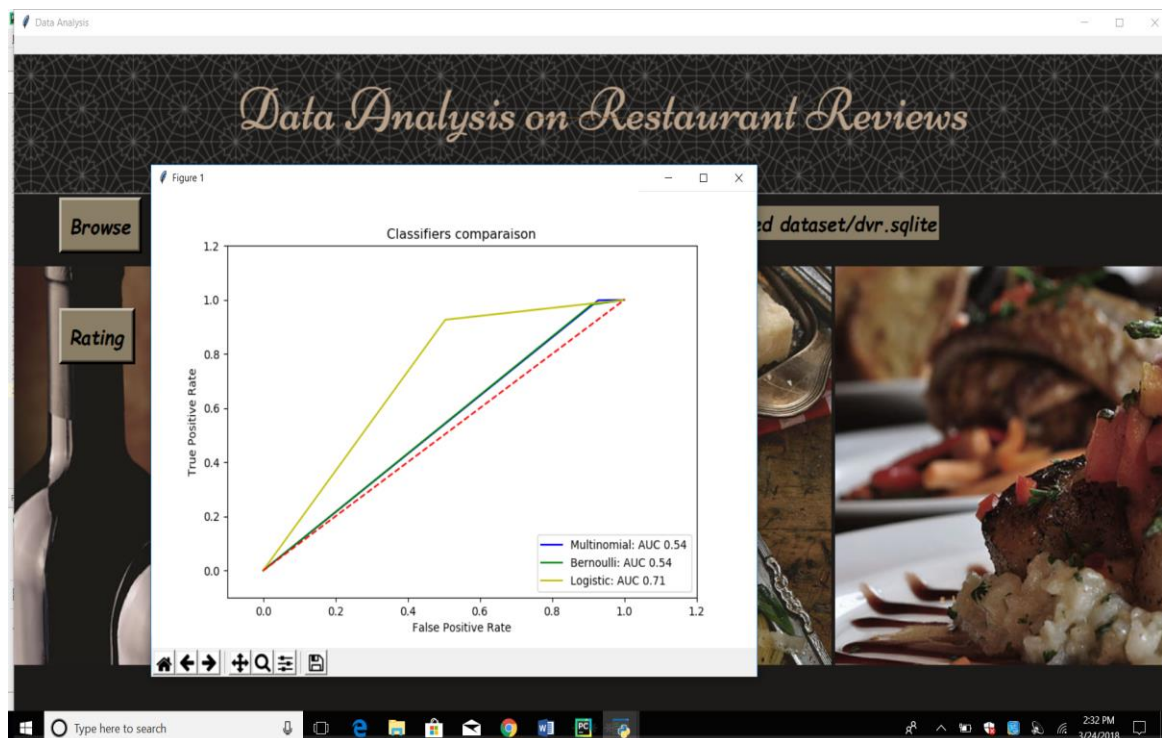 Data Analysis
Data Analysis on Restaurant Reviews
Figure 1
Browse
dataset/dvr.sqlite
Classifiers comparaison
1.2
1.0
0.8
0.6
0.4
0.2
0.0
True Positive Rate
Rating
Multinomial: AUC 0.54
Bernoulli: AUC 0.54
Logistic: AUC 0.71
0.0 0.2 0.4 0.6 0.8 1.0 1.2
False Positive Rate
Type here to search
2:32 PM
3/24/2018